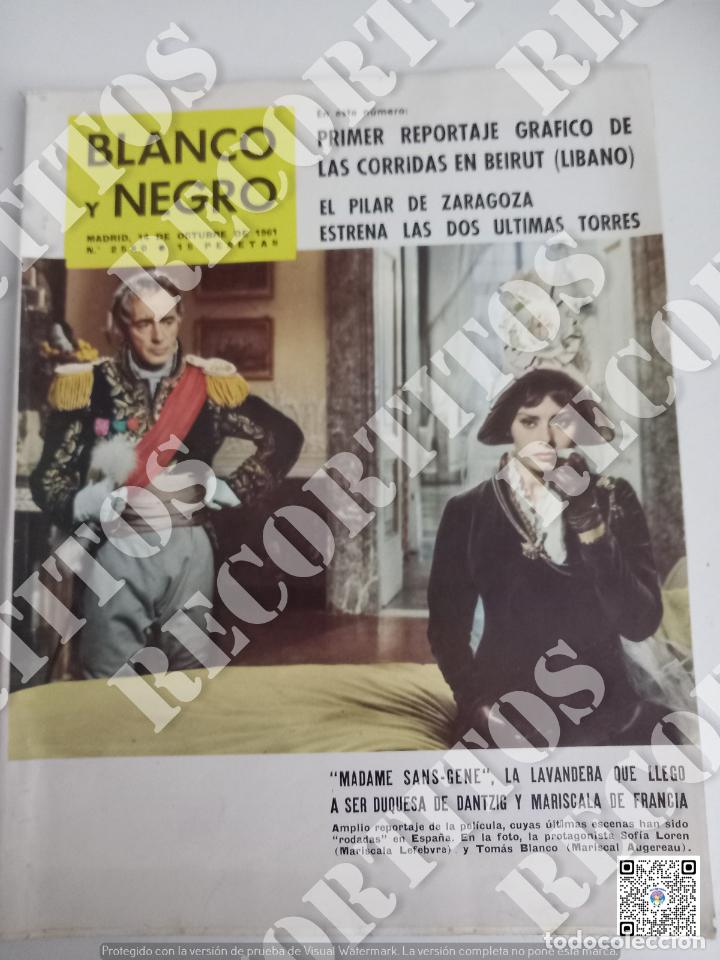 BLANCO
Y NEGRO
MADRID, DE OCTUBRE DE 1961
PESETAS
En este número:
PRIMER REPORTAJE GRAFICO DE
LAS CORRIDAS EN BEIRUT (LIBANO)
EL PILAR DE ZARAGOZA
ESTRENA LAS DOS ULTIMAS TORRES
"MADAME SANS-GENE", LA LAVANDERA QUE LLEGO
A SER DUQUESA DE DANTZIG Y MARISCALA DE FRANCIA
Amplio reportaje de la película, cuyas últimas escenas han sido
"rodadas" en España. En la foto, la protagonista Sofía Loren
(Mariscala Lefebvre) y Tomás Blanco (Mariscal Augereau).
RECORTITOS
RECORTITOS
RECORTITOS
RECORTITOS
todocoleccion
Protegido con la versión de prueba de Visual Watermark. La versión completa no pone esta marca.